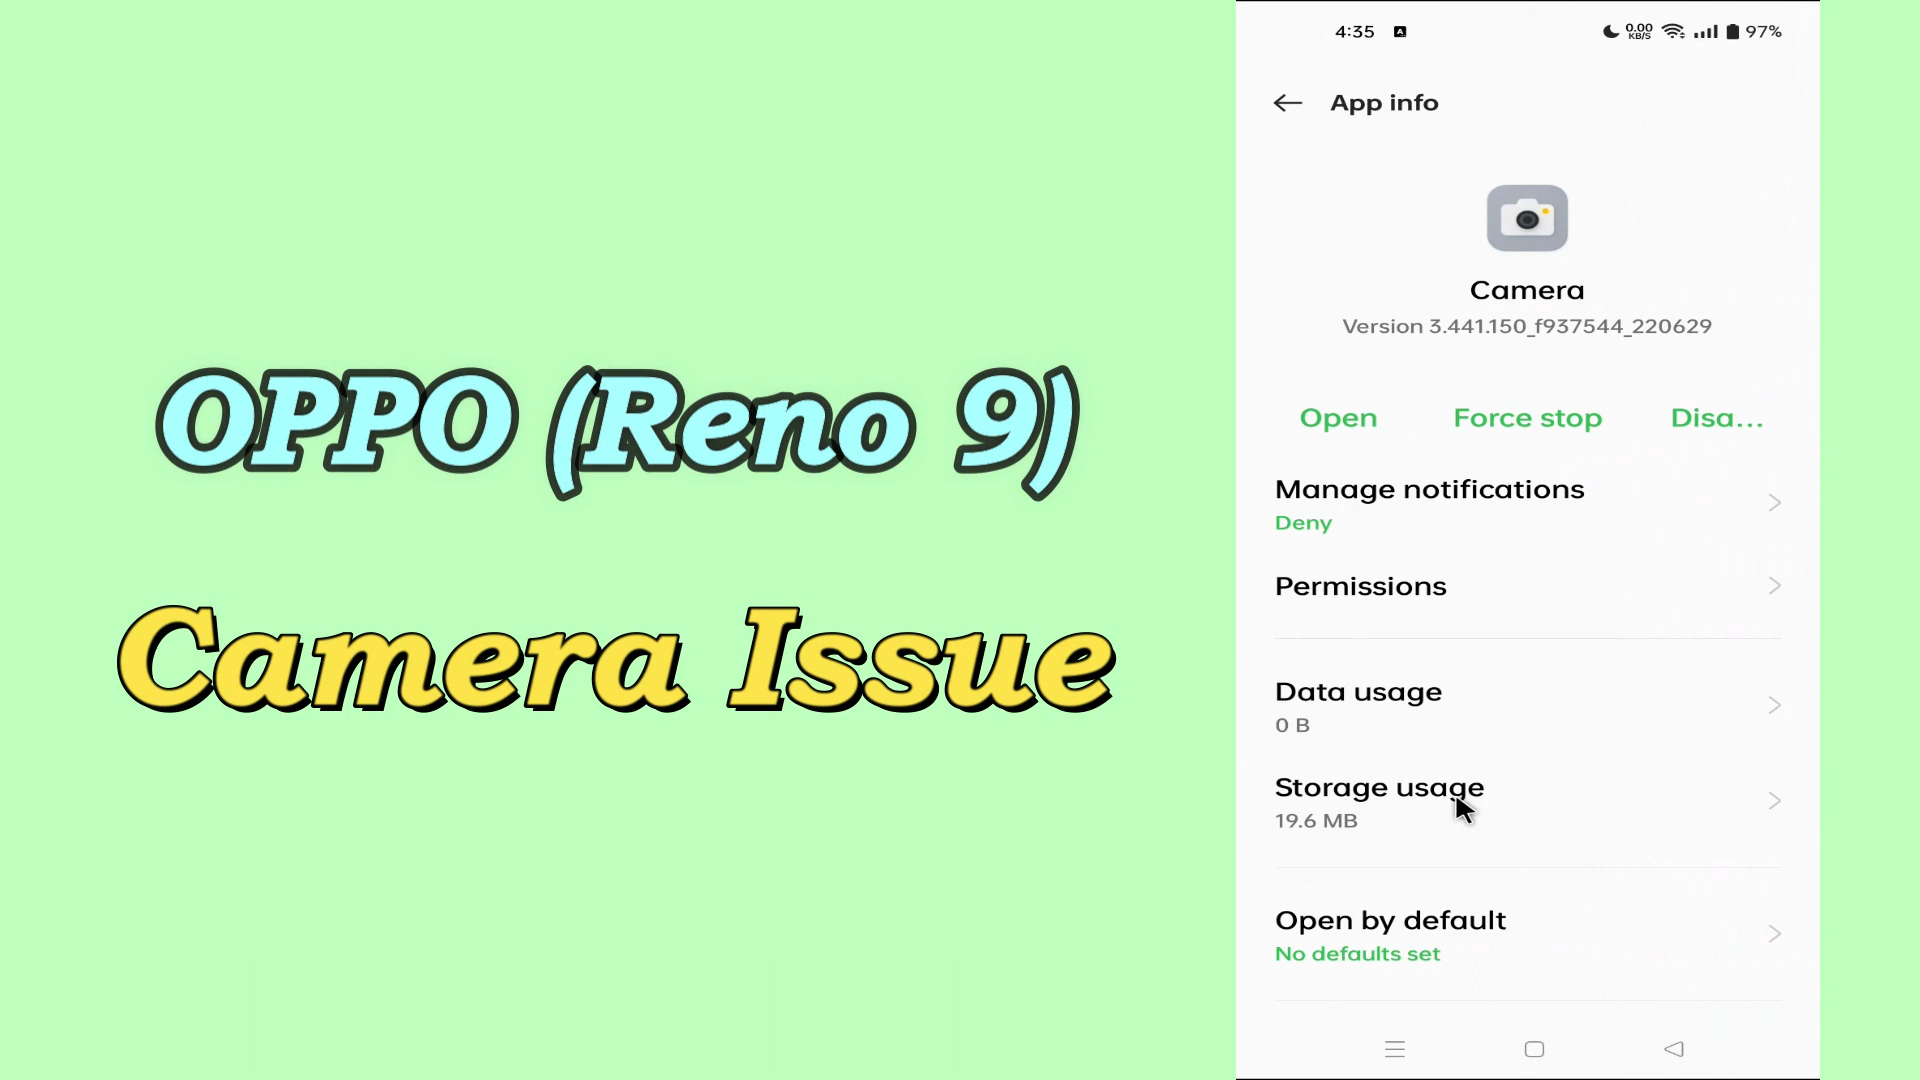 OPPO (Reno 9)
Camera Issue
4:35 A 0.00 KB/S 97%
App info
Camera
Version 3.441.150_f937544_220629
Open Force stop Disa...
Manage notifications
Deny
Permissions
Data usage
0 B
Storage usage
19.6 MB
Open by default
No defaults set